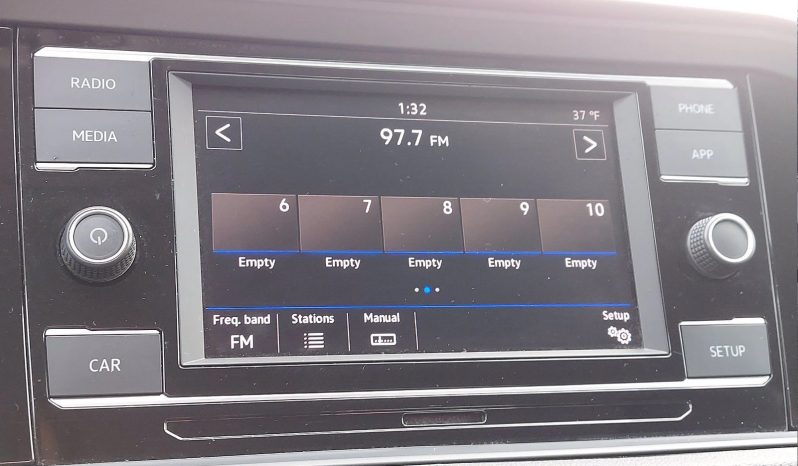 RADIO
MEDIA
CAR
1:32
37 °F
<
97.7 FM
>
6 7 8 9 10
Empty Empty Empty Empty Empty
Freq. band Stations Manual Setup
FM
PHONE
APP
SETUP